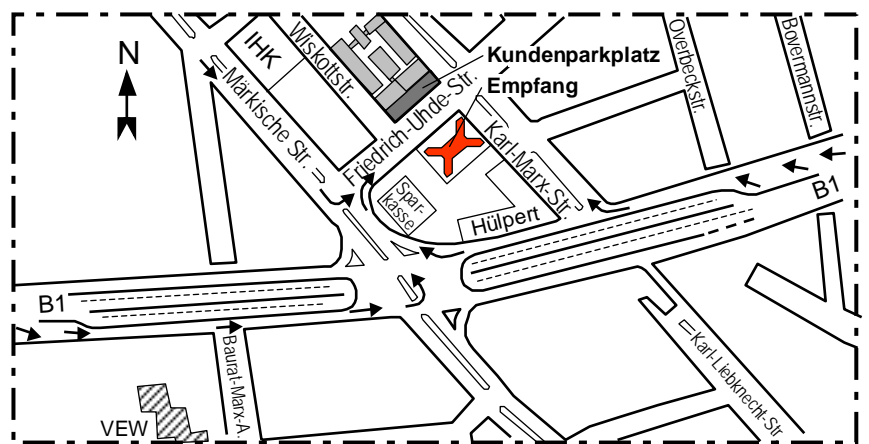 N
IHK
Wiskottstr.
Märkische Str.
Friedrich-Uhde-Str.
Kundenparkplatz
Empfang
Karl-Marx-Str.
Overbeckstr.
Bovermannstr.
Spar-
kasse
Hülpert
B1
B1
Baurat-Marx-A.
VEW
Karl-Liebknecht-Str.